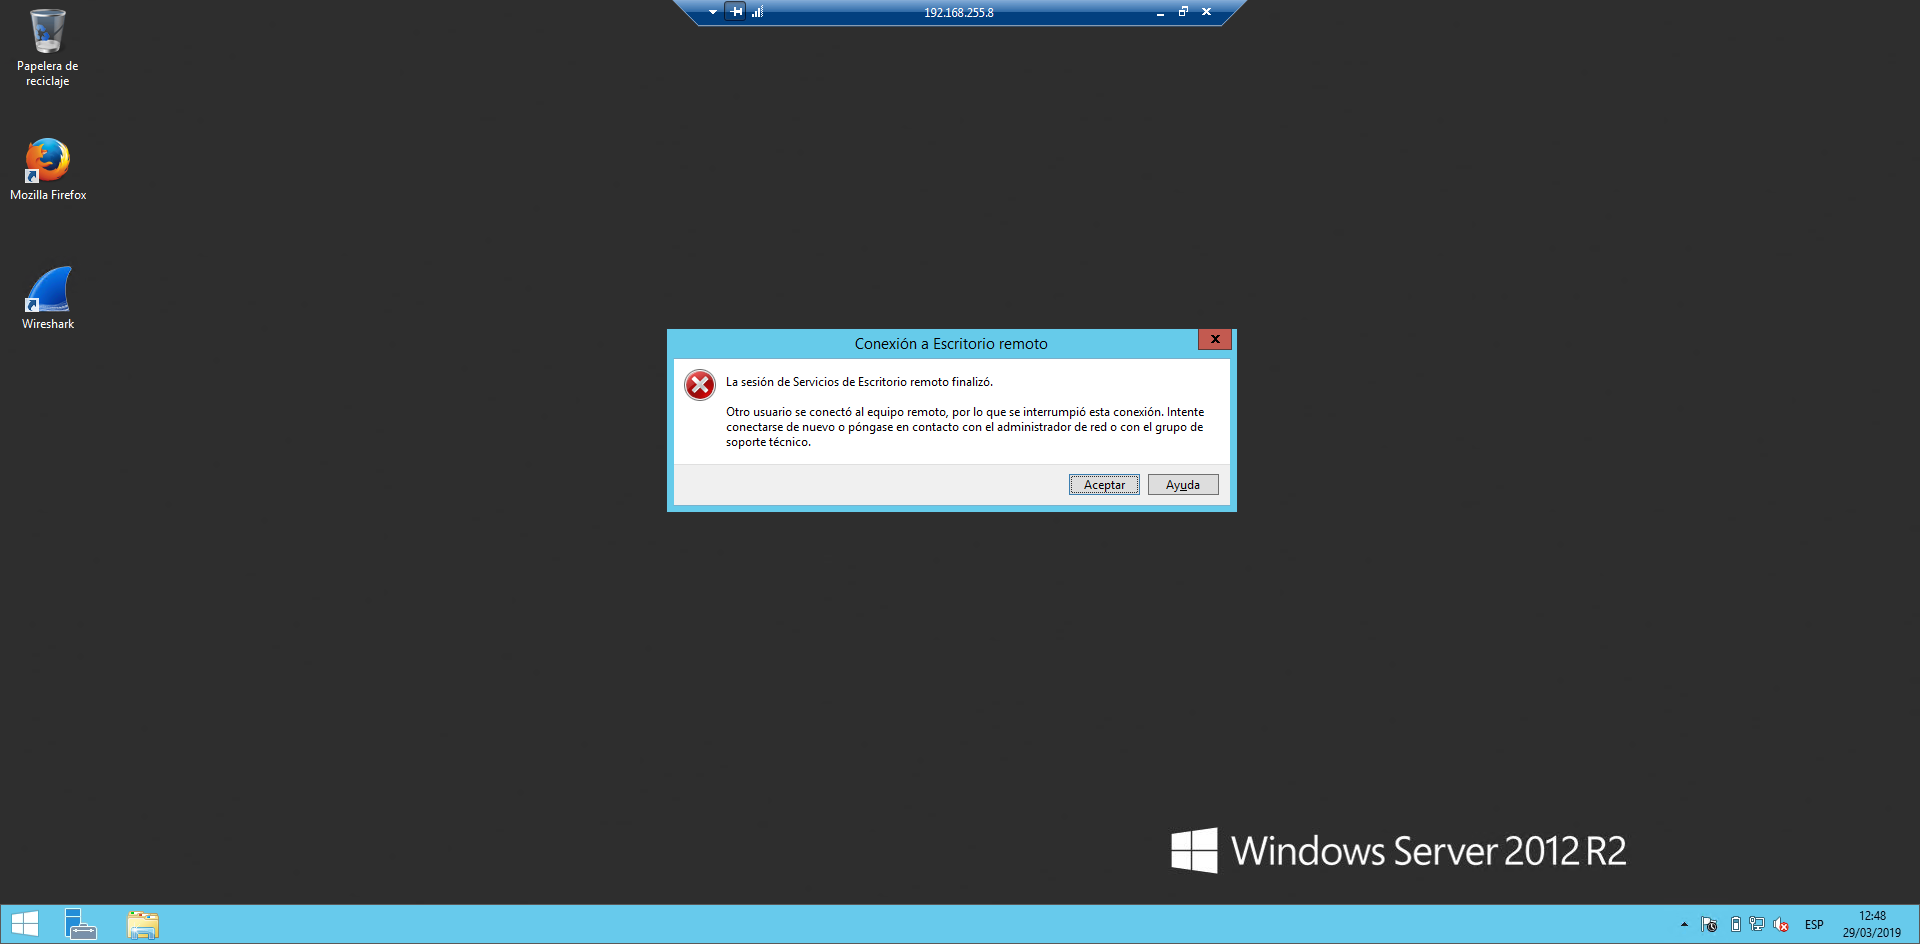 192.168.255.8
Papelera de
reciclaje
Mozilla Firefox
Wireshark
Conexión a Escritorio remoto
La sesión de Servicios de Escritorio remoto finalizó.
Otro usuario se conectó al equipo remoto, por lo que se interrumpió esta conexión. Intente
conectarse de nuevo o póngase en contacto con el administrador de red o con el grupo de
soporte técnico.
Aceptar
Ayuda
Windows Server 2012 R2
ESP
12:48
29/03/2019